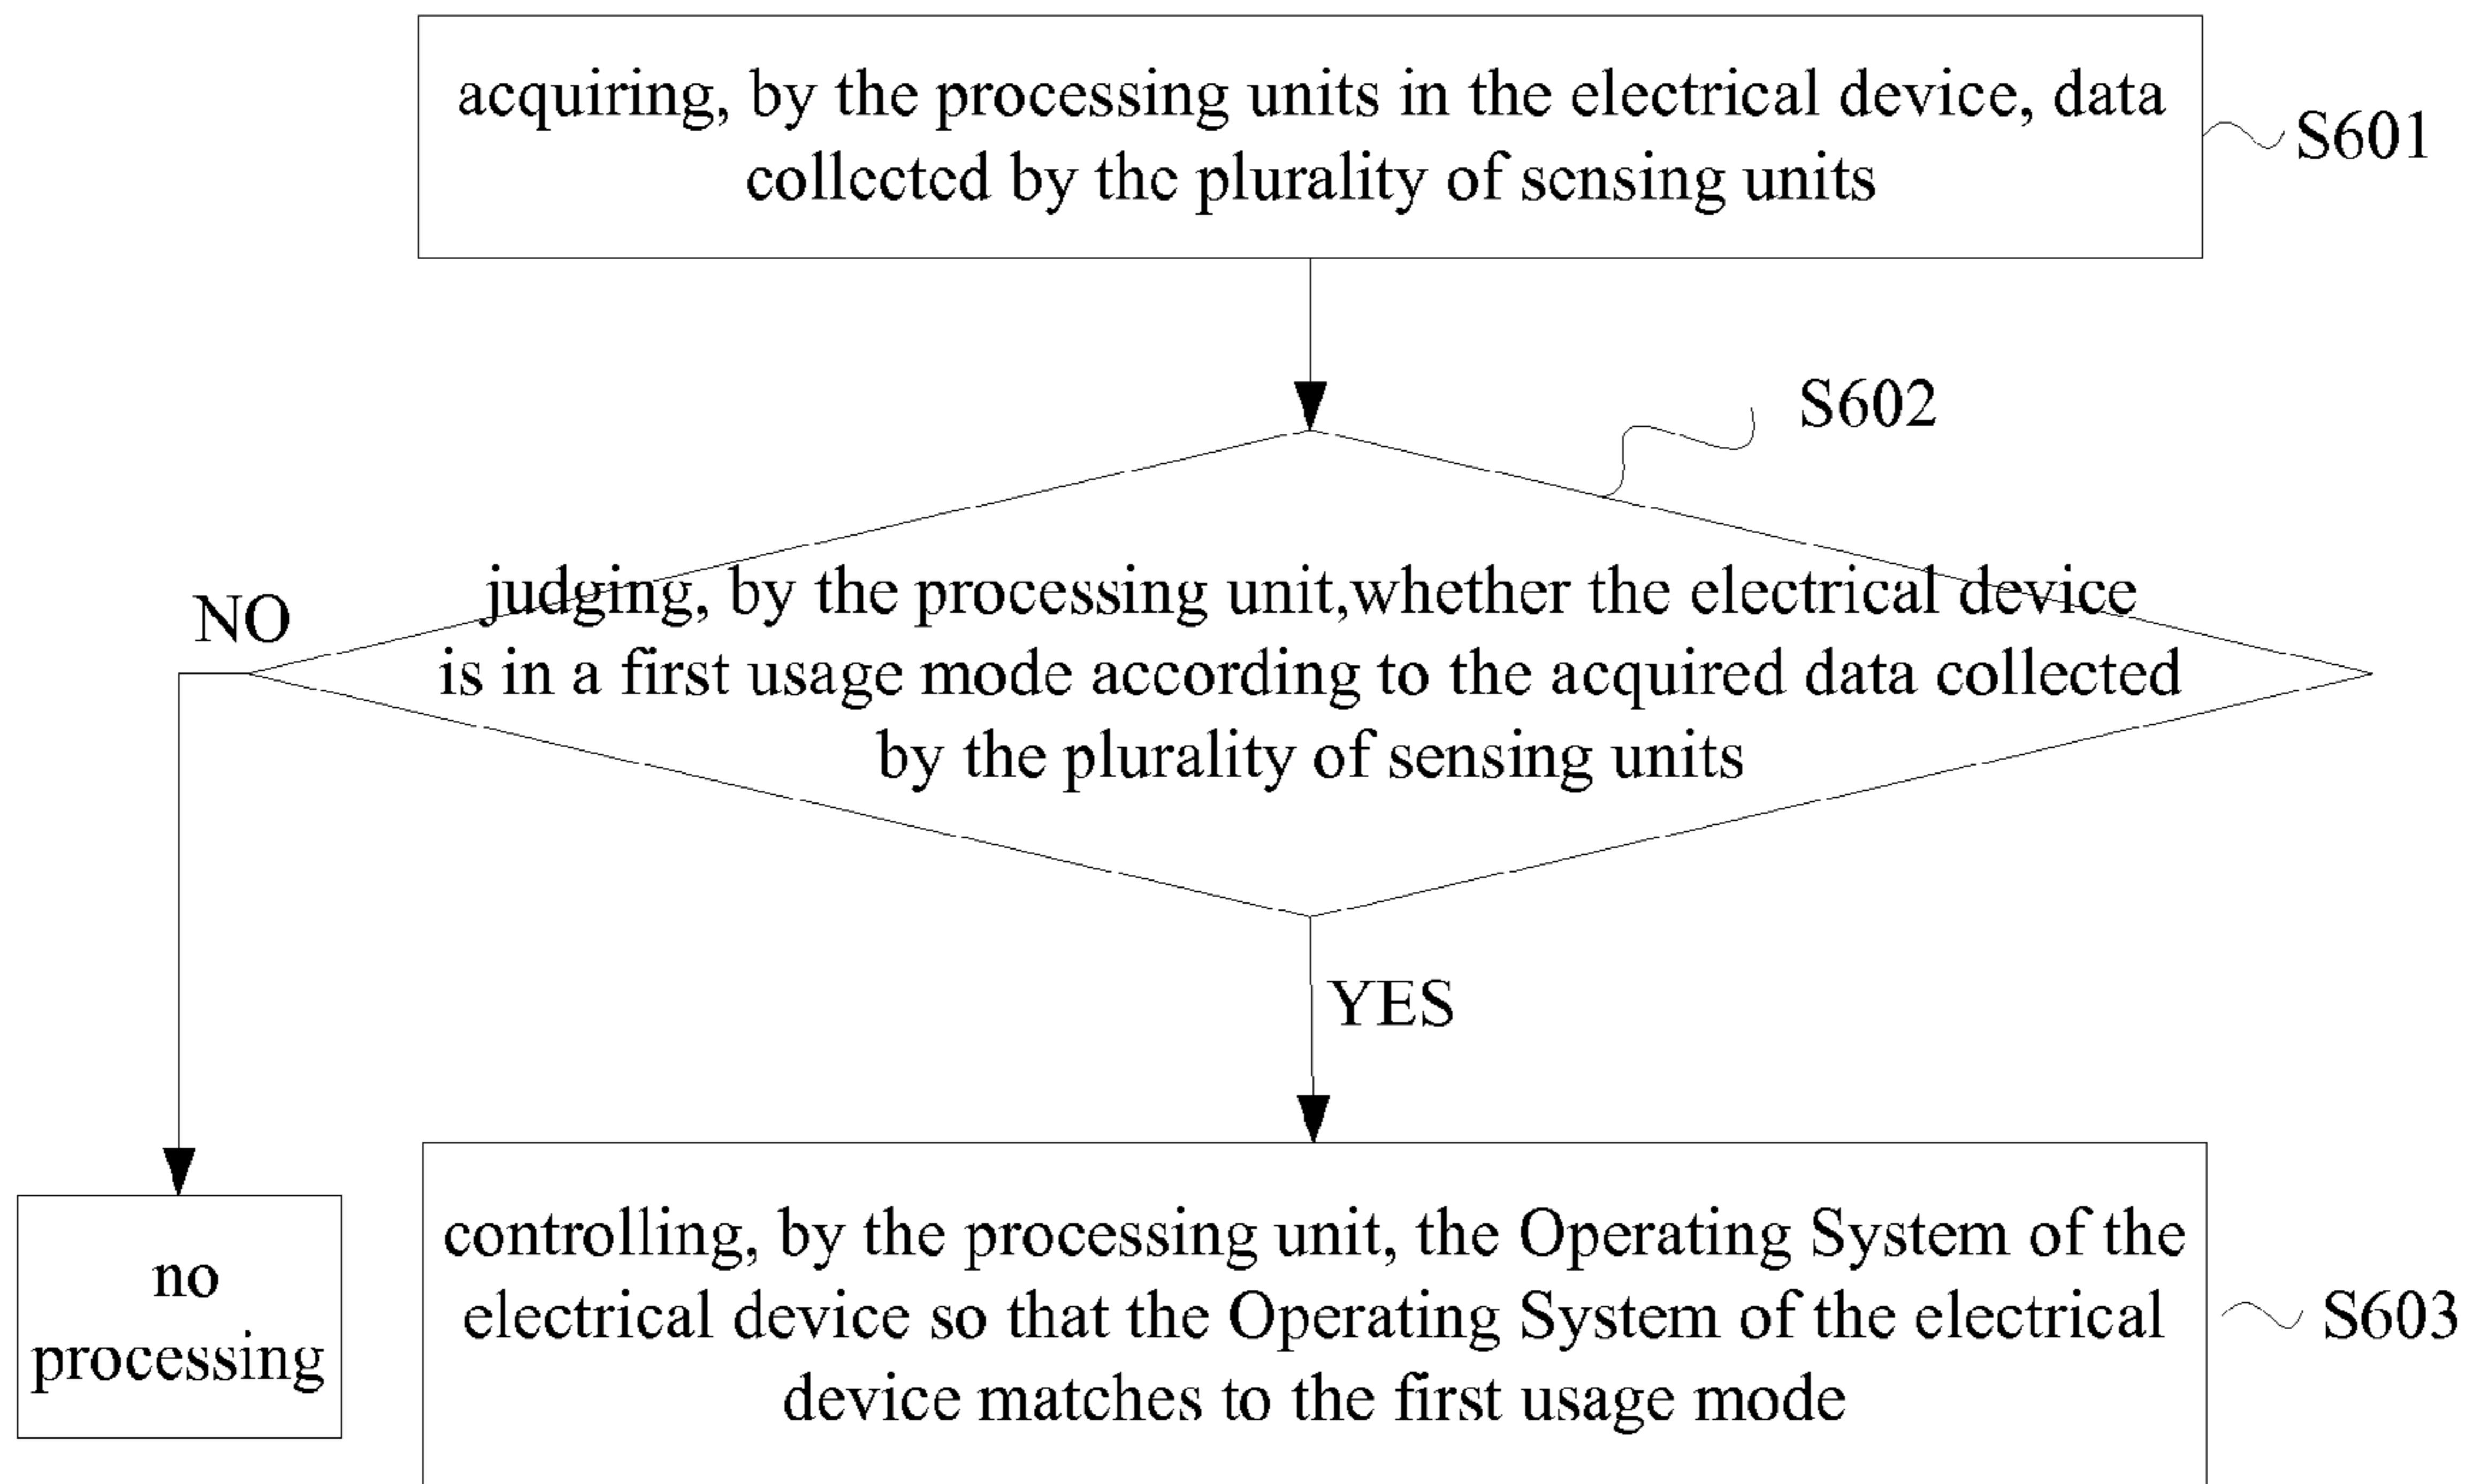 acquiring, by the processing units in the electrical device, data
collected by the plurality of sensing units
S601
S602
judging, by the processing unit,whether the electrical device
is in a first usage mode according to the acquired data collected
by the plurality of sensing units
NO
YES
no
processing
controlling, by the processing unit, the Operating System of the
electrical device so that the Operating System of the electrical
device matches to the first usage mode
S603